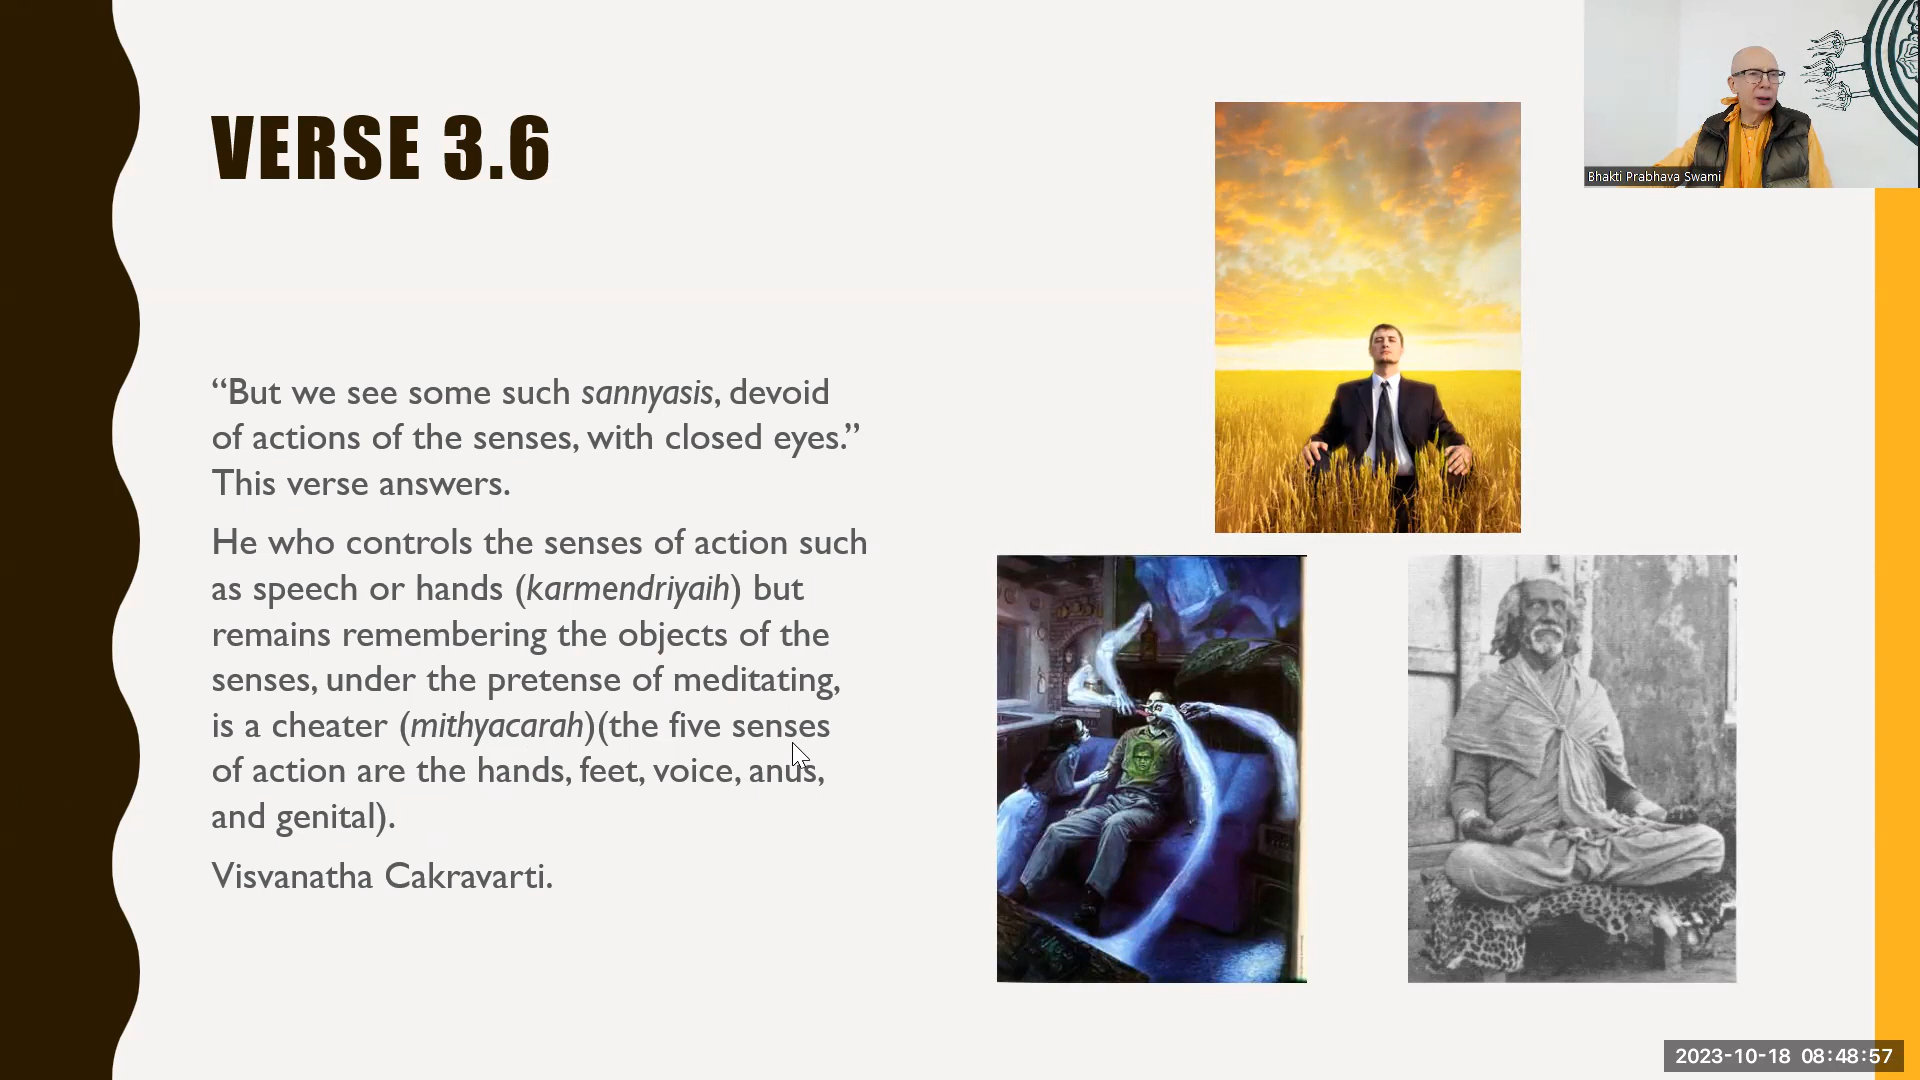 VERSE 3.6
“But we see some such sannyasis, devoid
of actions of the senses, with closed eyes.”
This verse answers.
He who controls the senses of action such
as speech or hands (karmendriyaih) but
remains remembering the objects of the
senses, under the pretense of meditating,
is a cheater (mithyacarah)(the five senses
of action are the hands, feet, voice, anus,
and genital).
Visvanatha Cakravarti.
Bhakti Prabhava Swami
2023-10-18 08:48:57